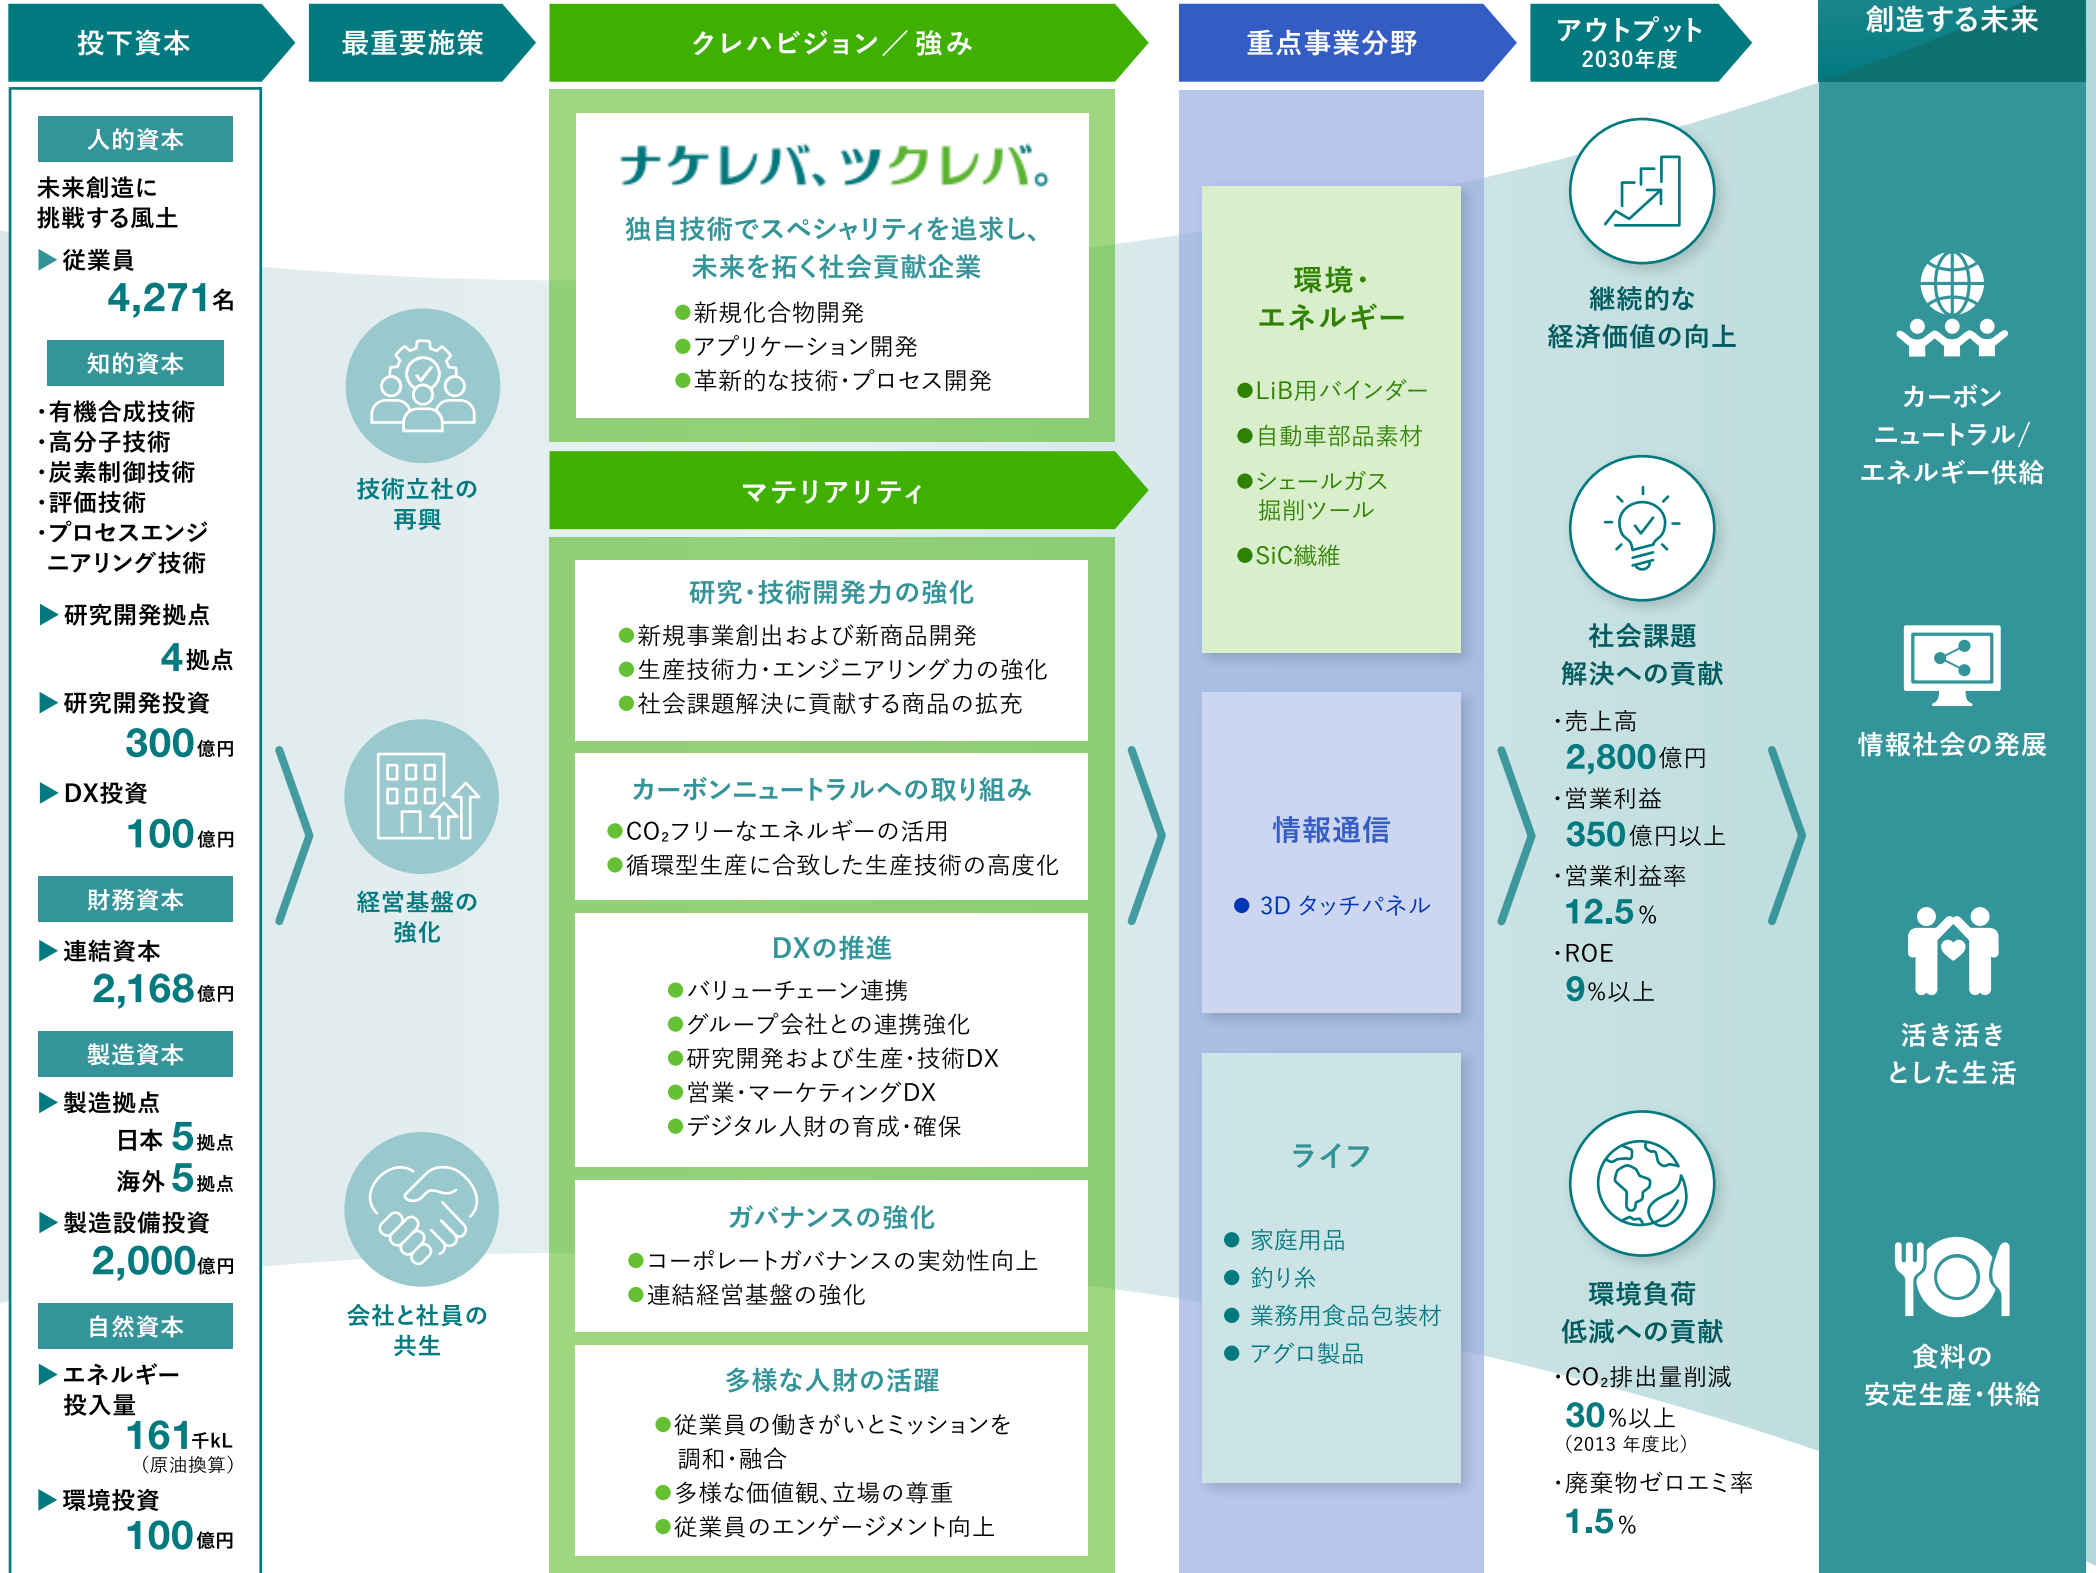 投下資本
人的資本
未来創造に
挑戦する風土
▶従業員
4,271名
知的資本
・有機合成技術
・高分子技術
・炭素制御技術
・評価技術
・プロセスエンジ
ニアリング技術
▶研究開発拠点
4拠点
▶研究開発投資
300億円
▶DX投資
100億円
財務資本
▶連結資本
2,168億円
製造資本
▶製造拠点
日本 5拠点
海外 5拠点
▶製造設備投資
2,000億円
自然資本
▶エネルギー
投入量
161千kL
（原油換算）
▶環境投資
100億円
最重要施策
技術立社の
再興
経営基盤の
強化
会社と社員の
共生
クレハビジョン／強み
ナケレバ、ツクレバ。
独自技術でスペシャリティを追求し、
未来を拓く社会貢献企業
●新規化合物開発
●アプリケーション開発
●革新的な技術・プロセス開発
マテリアリティ
研究・技術開発力の強化
●新規事業創出および新商品開発
●生産技術力・エンジニアリング力の強化
●社会課題解決に貢献する商品の拡充
カーボンニュートラルへの取り組み
●CO₂フリーなエネルギーの活用
●循環型生産に合致した生産技術の高度化
DXの推進
●バリューチェーン連携
●グループ会社との連携強化
●研究開発および生産・技術DX
●営業・マーケティングDX
●デジタル人財の育成・確保
ガバナンスの強化
●コーポレートガバナンスの実効性向上
●連結経営基盤の強化
多様な人財の活躍
●従業員の働きがいとミッションを
調和・融合
●多様な価値観、立場の尊重
●従業員のエンゲージメント向上
重点事業分野
環境・
エネルギー
●LiB用バインダー
●自動車部品素材
●シェールガス
掘削ツール
●SiC繊維
情報通信
● 3D タッチパネル
ライフ
● 家庭用品
● 釣り糸
● 業務用食品包装材
● アグロ製品
アウトプット
2030年度
継続的な
経済価値の向上
社会課題
解決への貢献
・売上高
2,800億円
・営業利益
350億円以上
・営業利益率
12.5%
・ROE
9%以上
環境負荷
低減への貢献
・CO₂排出量削減
30%以上
（2013 年度比）
・廃棄物ゼロエミ率
1.5%
創造する未来
カーボン
ニュートラル/
エネルギー供給
情報社会の発展
活き活き
とした生活
食料の
安定生産・供給